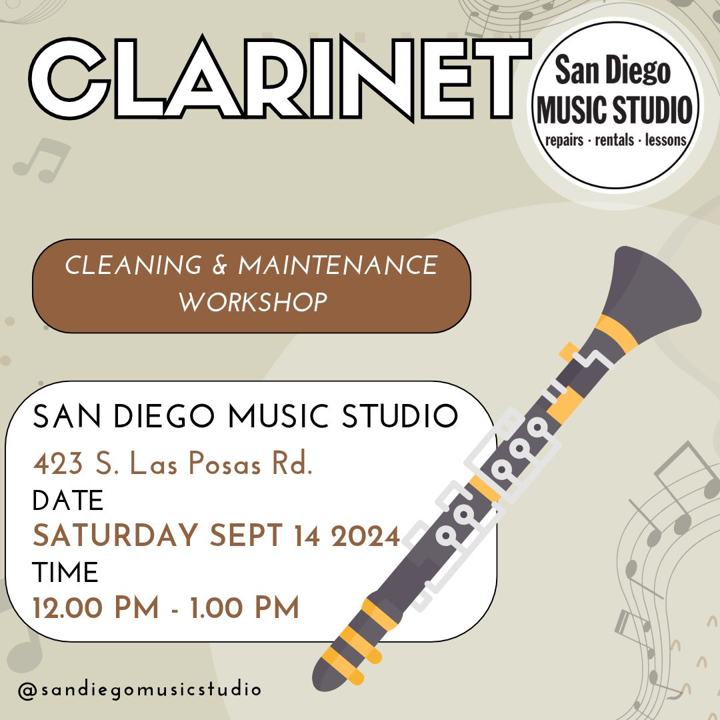 CLARINET
San Diego
MUSIC STUDIO
repairs · rentals · lessons
CLEANING & MAINTENANCE
WORKSHOP
SAN DIEGO MUSIC STUDIO
423 S. Las Posas Rd.
DATE
SATURDAY SEPT 14 2024
TIME
12.00 PM - 1.00 PM
@sandiegomusicstudio